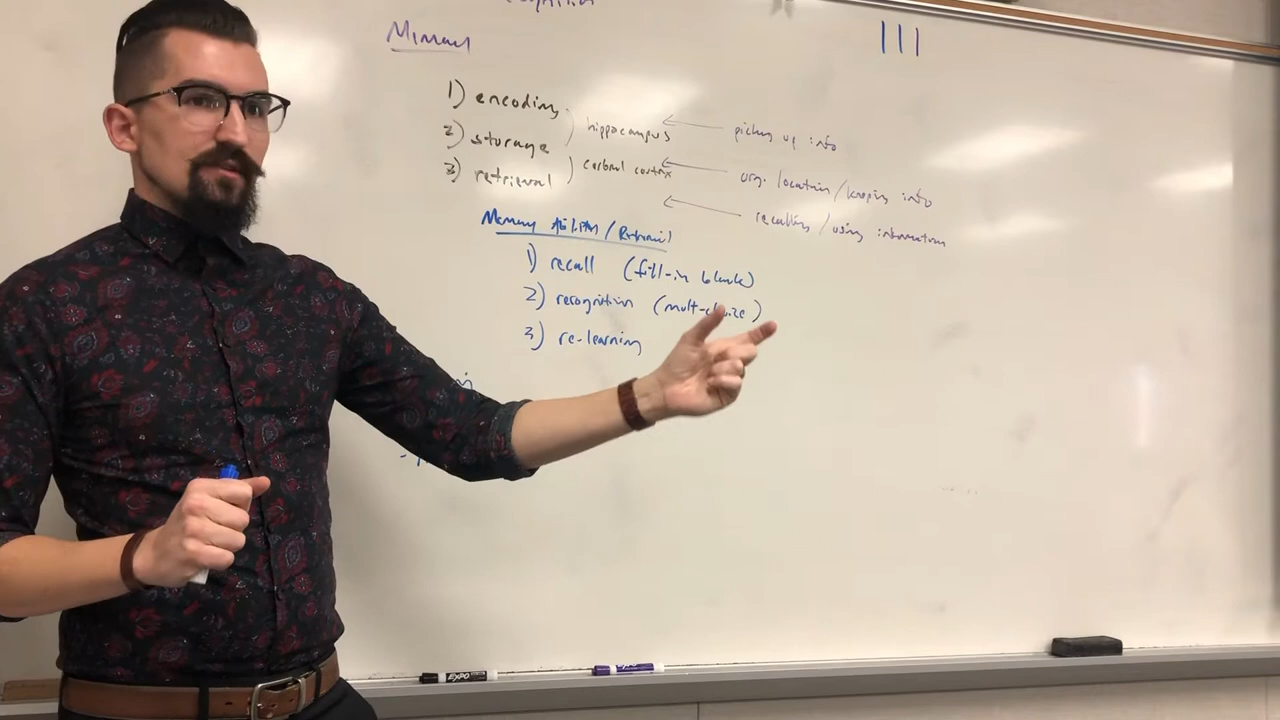 Memory
1) encoding
hippocampus
picking up info
2) storage
cerebral cortex
org. location/keeping info
3) retrieval
recalling/using information
Memory Ability/Retrieval
1) recall (fill-in blank)
2) recognition (mult-choice)
3) re-learning
EXPO
EXPO